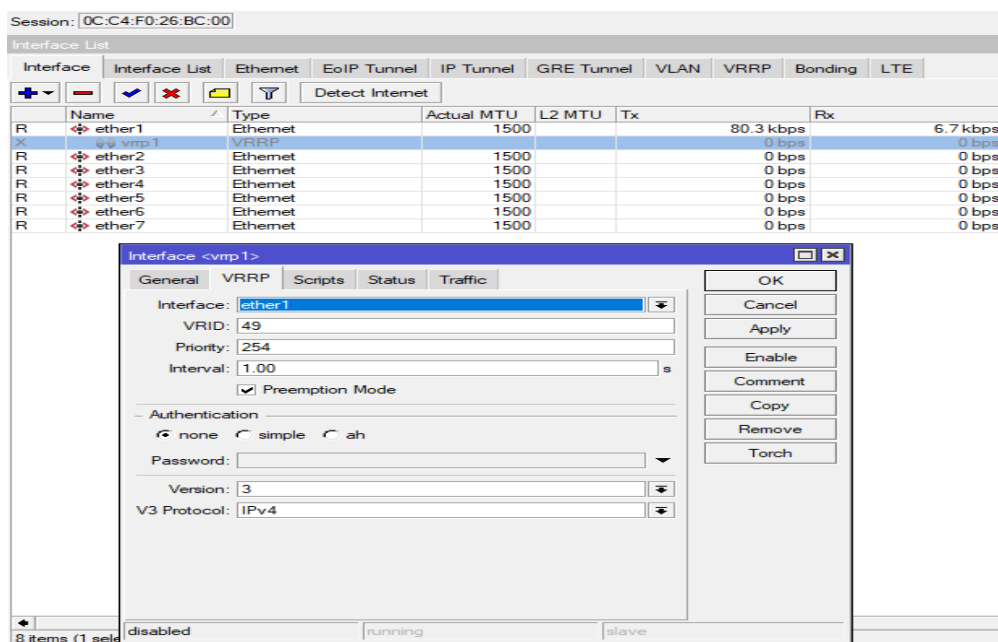 Session: 0C:C4:F0:26:BC:00
Interface List
Interface Interface List Ethernet EoIP Tunnel IP Tunnel GRE Tunnel VLAN VRRP Bonding LTE
Detect Internet
Name Type Actual MTU L2 MTU Tx Rx
R ether1 Ethernet 1500 80.3 kbps 6.7 kbps
X vrrp1 VRRP 0 bps 0 bps
R ether2 Ethernet 1500 0 bps 0 bps
R ether3 Ethernet 1500 0 bps 0 bps
R ether4 Ethernet 1500 0 bps 0 bps
R ether5 Ethernet 1500 0 bps 0 bps
R ether6 Ethernet 1500 0 bps 0 bps
R ether7 Ethernet 1500 0 bps 0 bps
Interface <vrrp1>
General VRRP Scripts Status Traffic
OK
Interface: ether1
Cancel
VRID: 49
Apply
Priority: 254
Enable
Interval: 1.00 s
Comment
Preemption Mode
Copy
Authentication
Remove
none simple ah
Torch
Password:
Version: 3
V3 Protocol: IPv4
disabled running slave
8 items (1 sele